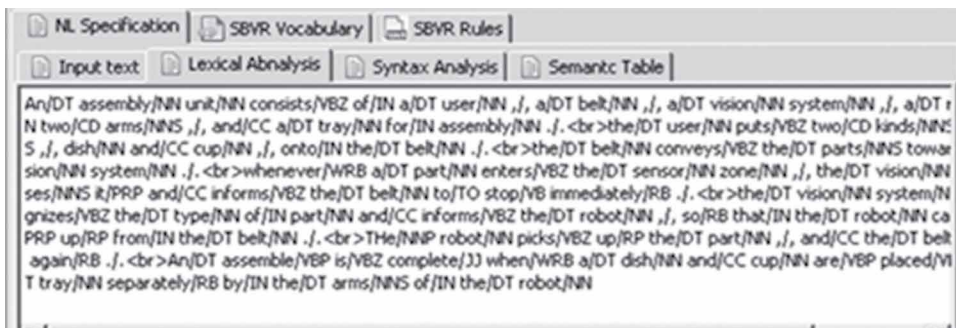 NL Specification SBVR Vocabulary SBVR Rules
Input text Lexical Abnalysis Syntax Analysis Semantc Table
An/DT assembly/NN unit/NN consists/VBZ of/IN a/DT user/NN ,/, a/DT belt/NN ,/, a/DT vision/NN system/NN ,/, a/DT r
N two/CD arms/NNS ,/, and/CC a/DT tray/NN for/IN assembly/NN ./.<br>the/DT user/NN puts/VBZ two/CD kinds/NNS
S ,/, dish/NN and/CC cup/NN ,/, onto/IN the/DT belt/NN ./.<br>the/DT belt/NN conveys/VBZ the/DT parts/NNS towar
sion/NN system/NN ./.<br>whenever/WRB a/DT part/NN enters/VBZ the/DT sensor/NN zone/NN ,/, the/DT vision/NN
ses/NNS it/PRP and/CC informs/VBZ the/DT belt/NN to/TO stop/VB immediately/RB ./.<br>the/DT vision/NN system/N
gnizes/VBZ the/DT type/NN of/IN part/NN and/CC informs/VBZ the/DT robot/NN ,/, so/RB that/IN the/DT robot/NN ca
PRP up/RP from/IN the/DT belt/NN ./.<br>THe/NNP robot/NN picks/VBZ up/RP the/DT part/NN ,/, and/CC the/DT belt
again/RB ./.<br>An/DT assemble/VBP is/VBZ complete/JJ when/WRB a/DT dish/NN and/CC cup/NN are/VBP placed/V
T tray/NN separately/RB by/IN the/DT arms/NNS of/IN the/DT robot/NN